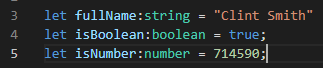 3 let fullName:string = "Clint Smith"
4 let isBoolean:boolean = true;
5 let isNumber:number = 714590;